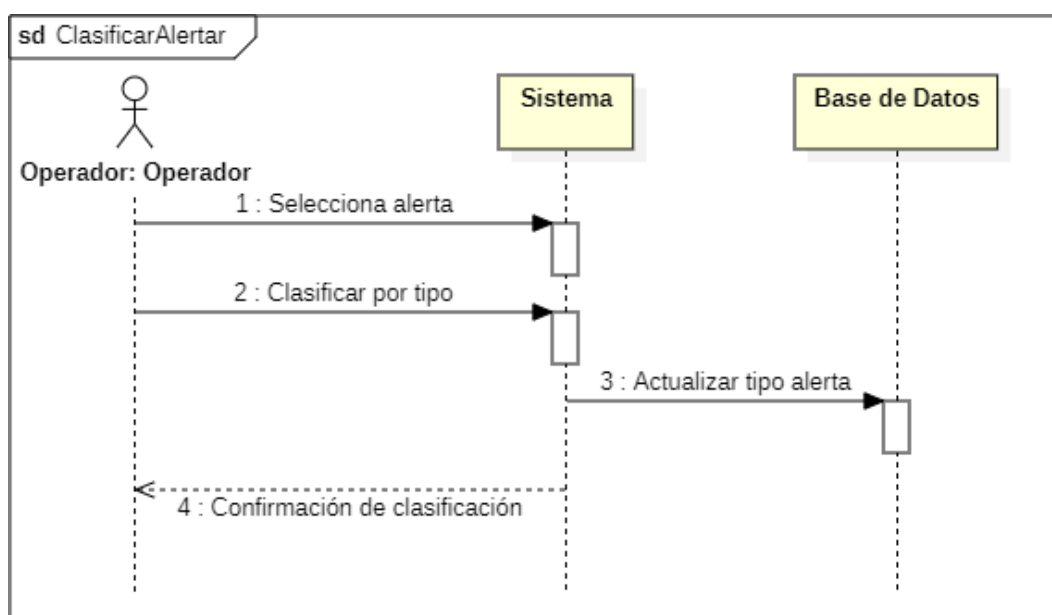 sd ClasificarAlertar
Sistema
Base de Datos
Operador: Operador
1 : Selecciona alerta
2 : Clasificar por tipo
3 : Actualizar tipo alerta
4 : Confirmación de clasificación